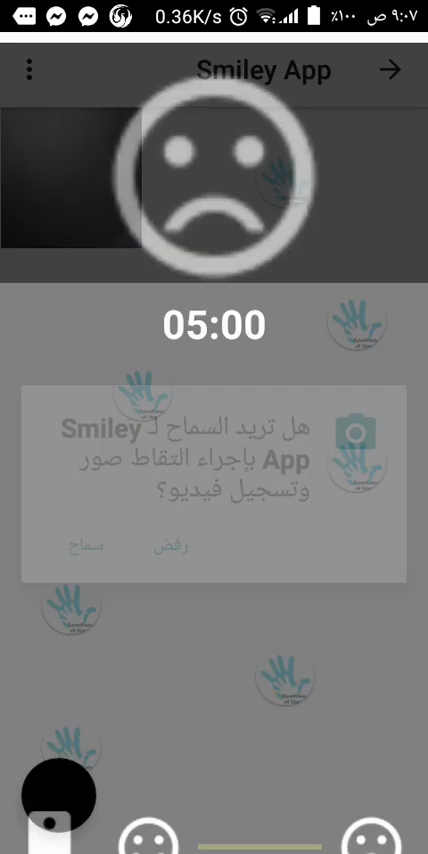 0.36K/s ٪١٠٠ ٩:٠٧ ص
Smiley App
05:00
هل تريد السماح لـ Smiley
App بإجراء التقاط صور
وتسجيل فيديو؟
رفض
سماح